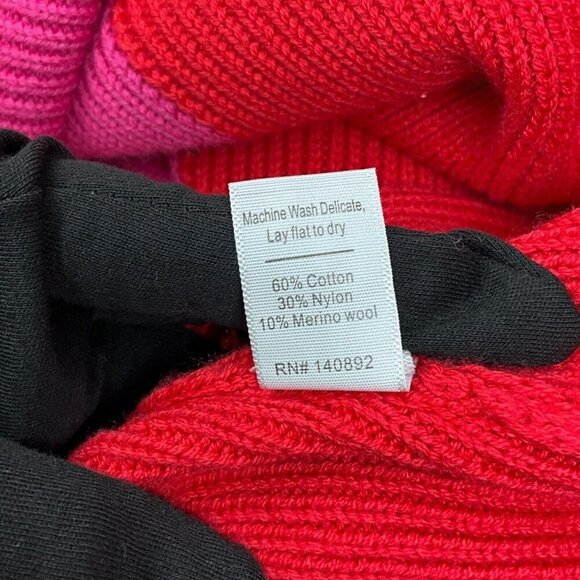 Machine Wash Delicate,
Lay flat to dry
60% Cotton
30% Nylon
10% Merino wool
RN# 140892